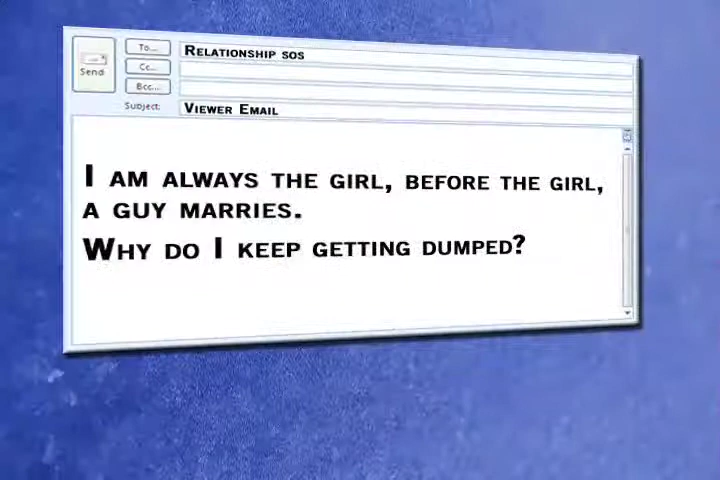 To...
Relationship sos
Send
Cc...
Bcc...
Subject:
Viewer Email
I am always the girl, before the girl,
a guy marries.
Why do I keep getting dumped?